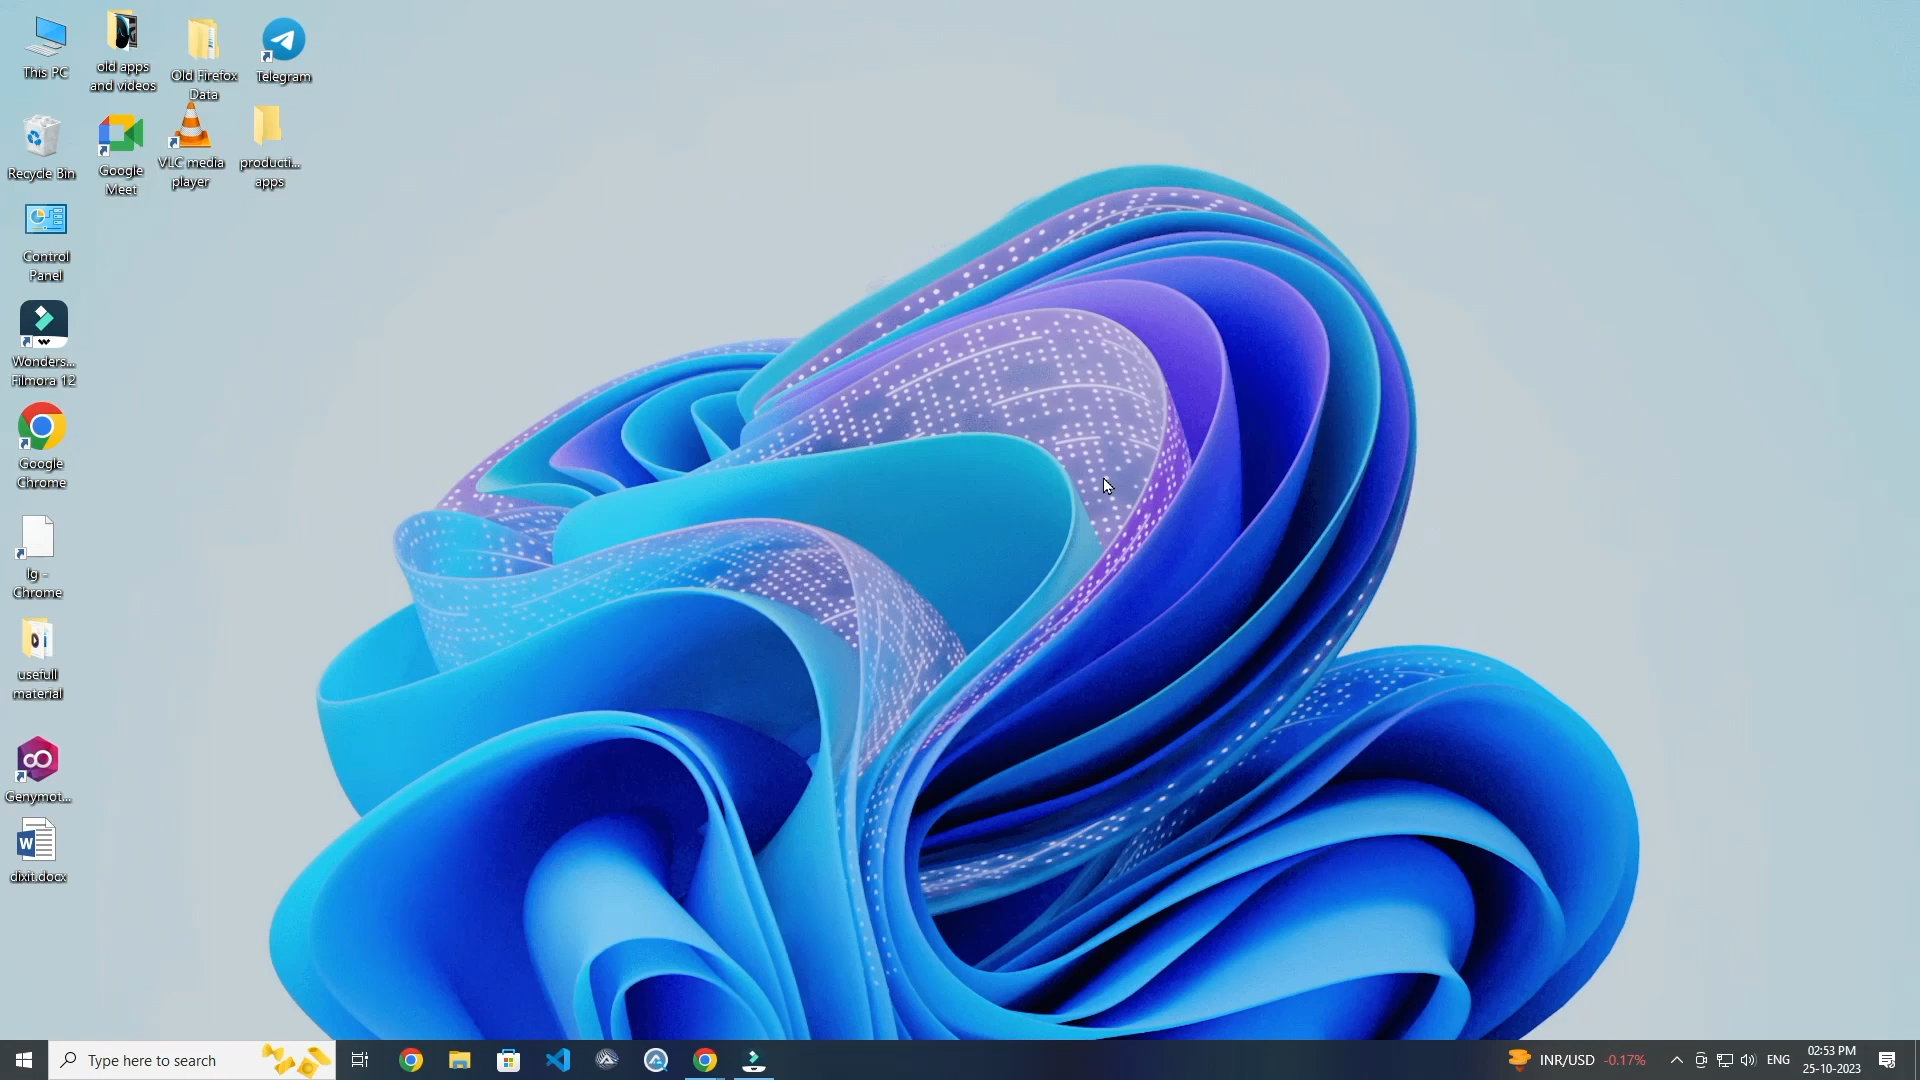 This PC
old apps
and videos
Old Firefox
Data
Telegram
Recycle Bin
Google
Meet
VLC media
player
producti...
apps
Control
Panel
Wonders...
Filmora 12
Google
Chrome
lg -
Chrome
usefull
material
Genymot...
dixit.docx
Type here to search
INR/USD -0.17%
ENG
02:53 PM
25-10-2023